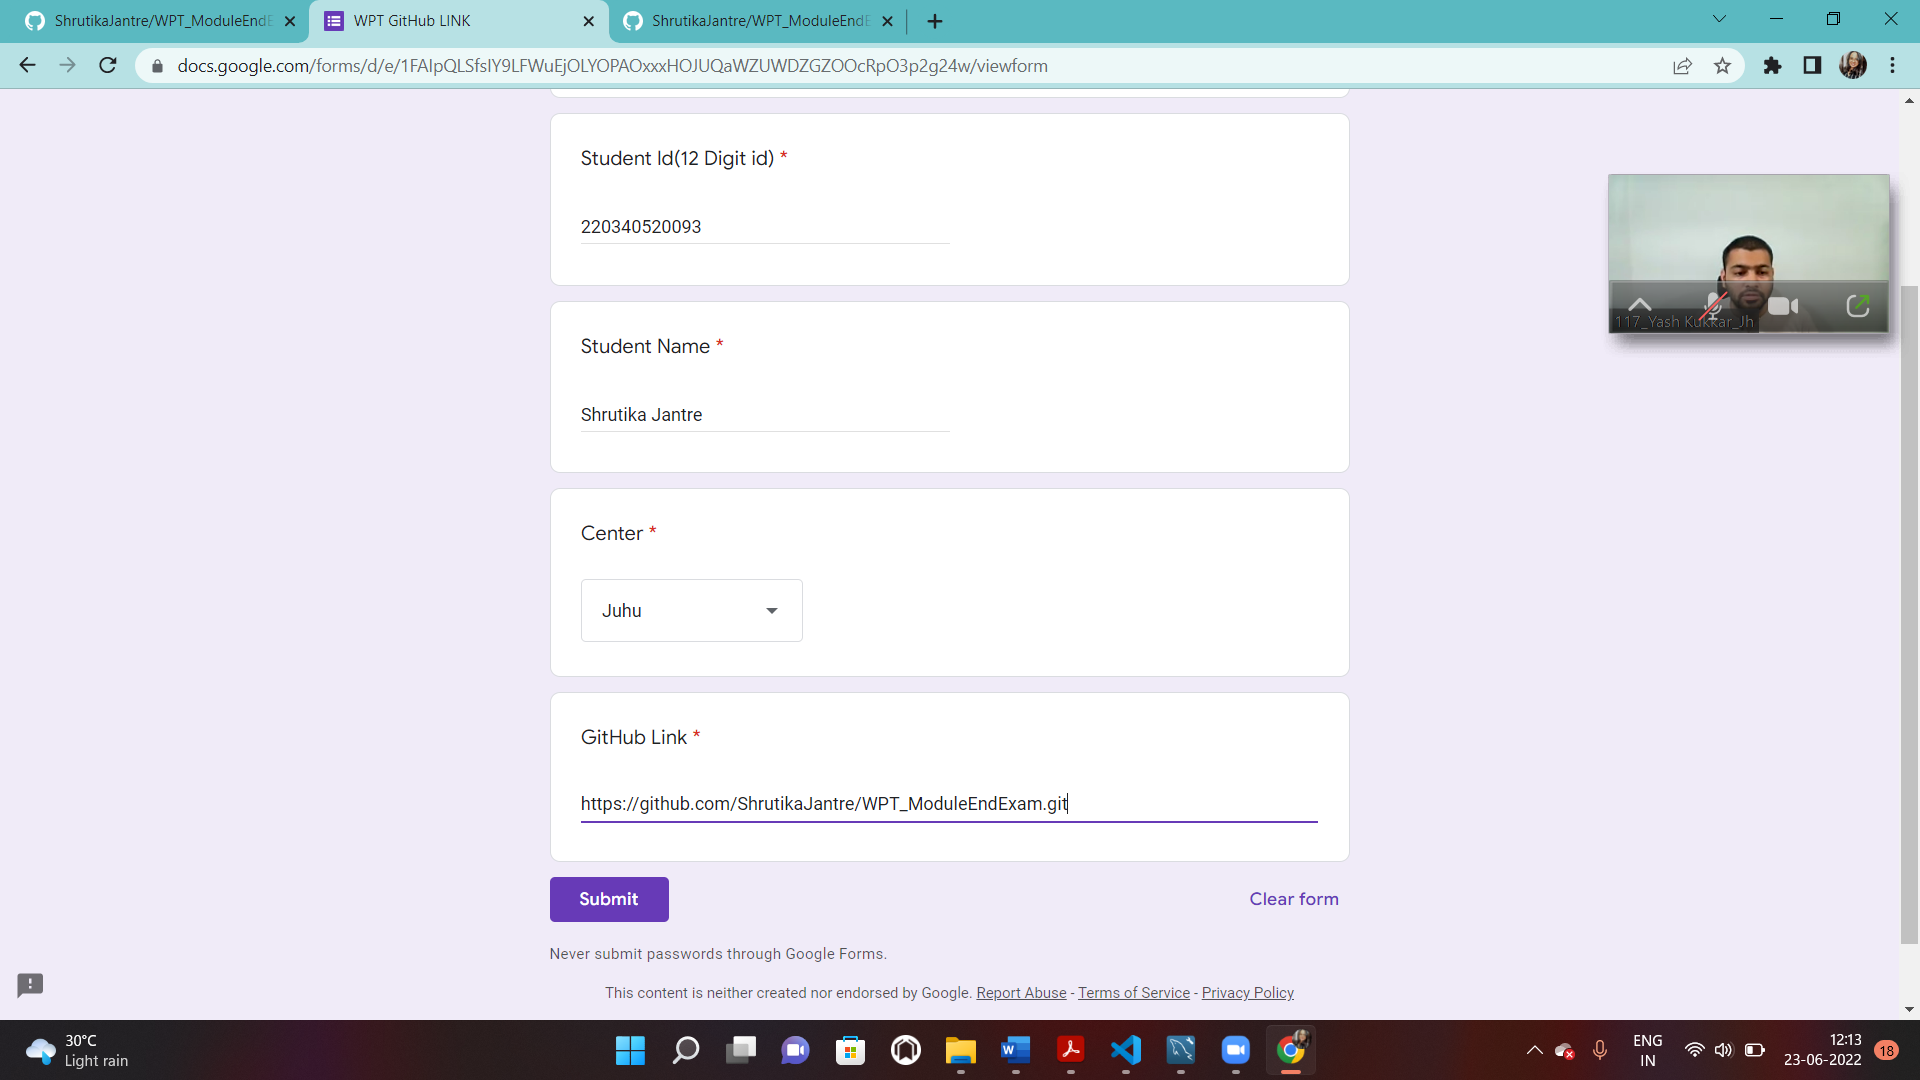 ShrutikaJantre/WPT_ModuleEndE
WPT GitHub LINK
ShrutikaJantre/WPT_ModuleEndE
docs.google.com/forms/d/e/1FAIpQLSfsIY9LFWuEjOLYOPAOxxxHOJUQaWZUWDZGZOOcRpO3p2g24w/viewform
Student Id(12 Digit id) *
220340520093
117_Yash Kukkar_Jh
Student Name *
Shrutika Jantre
Center *
Juhu
GitHub Link *
https://github.com/ShrutikaJantre/WPT_ModuleEndExam.git
Submit
Clear form
Never submit passwords through Google Forms.
This content is neither created nor endorsed by Google. Report Abuse - Terms of Service - Privacy Policy
30°C
Light rain
ENG
IN
12:13
23-06-2022
18